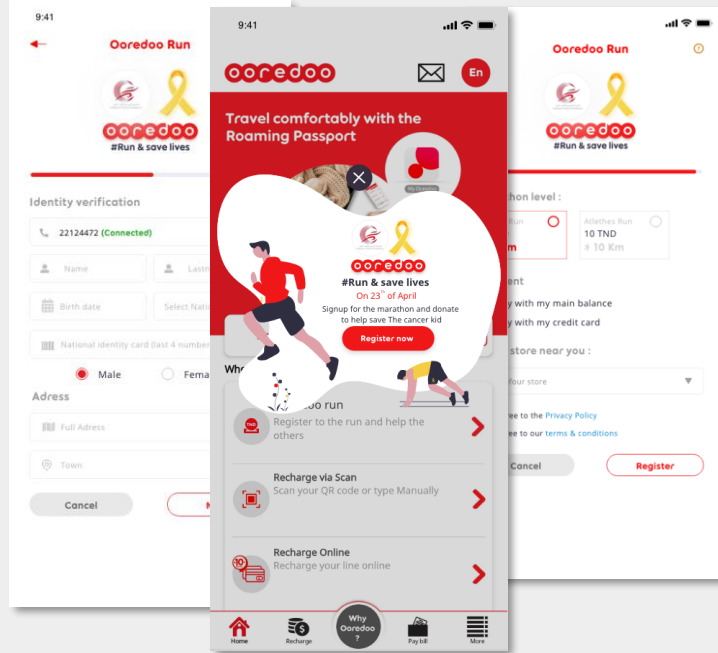 9:41
Ooredoo Run
ooredoo
#Run & save lives
Identity verification
22124472 (Connected)
Name
Birth date
Select
National identity card (last 4 number
Male
Adress
Full Adress
Town
Cancel
9:41
ooredoo
En
Travel comfortably with the
Roaming Passport
ooredoo
#Run & save lives
On 23th of April
Signup for the marathon and donate
to help save The cancer kid
Register now
run
Register to the run and help the
others
Recharge via Scan
Scan your QR code or type Manually
10
Recharge Online
Recharge your line online
Home
Recharge
Why
Ooredoo
?
Pay bill
More
Ooredoo Run
ooredoo
#Run & save lives
level :
Run
m
Atlethes Run
10 TND
10 Km
with my main balance
with my credit card
store near you :
store
to the Privacy Policy
to our terms & conditions
Cancel
Register